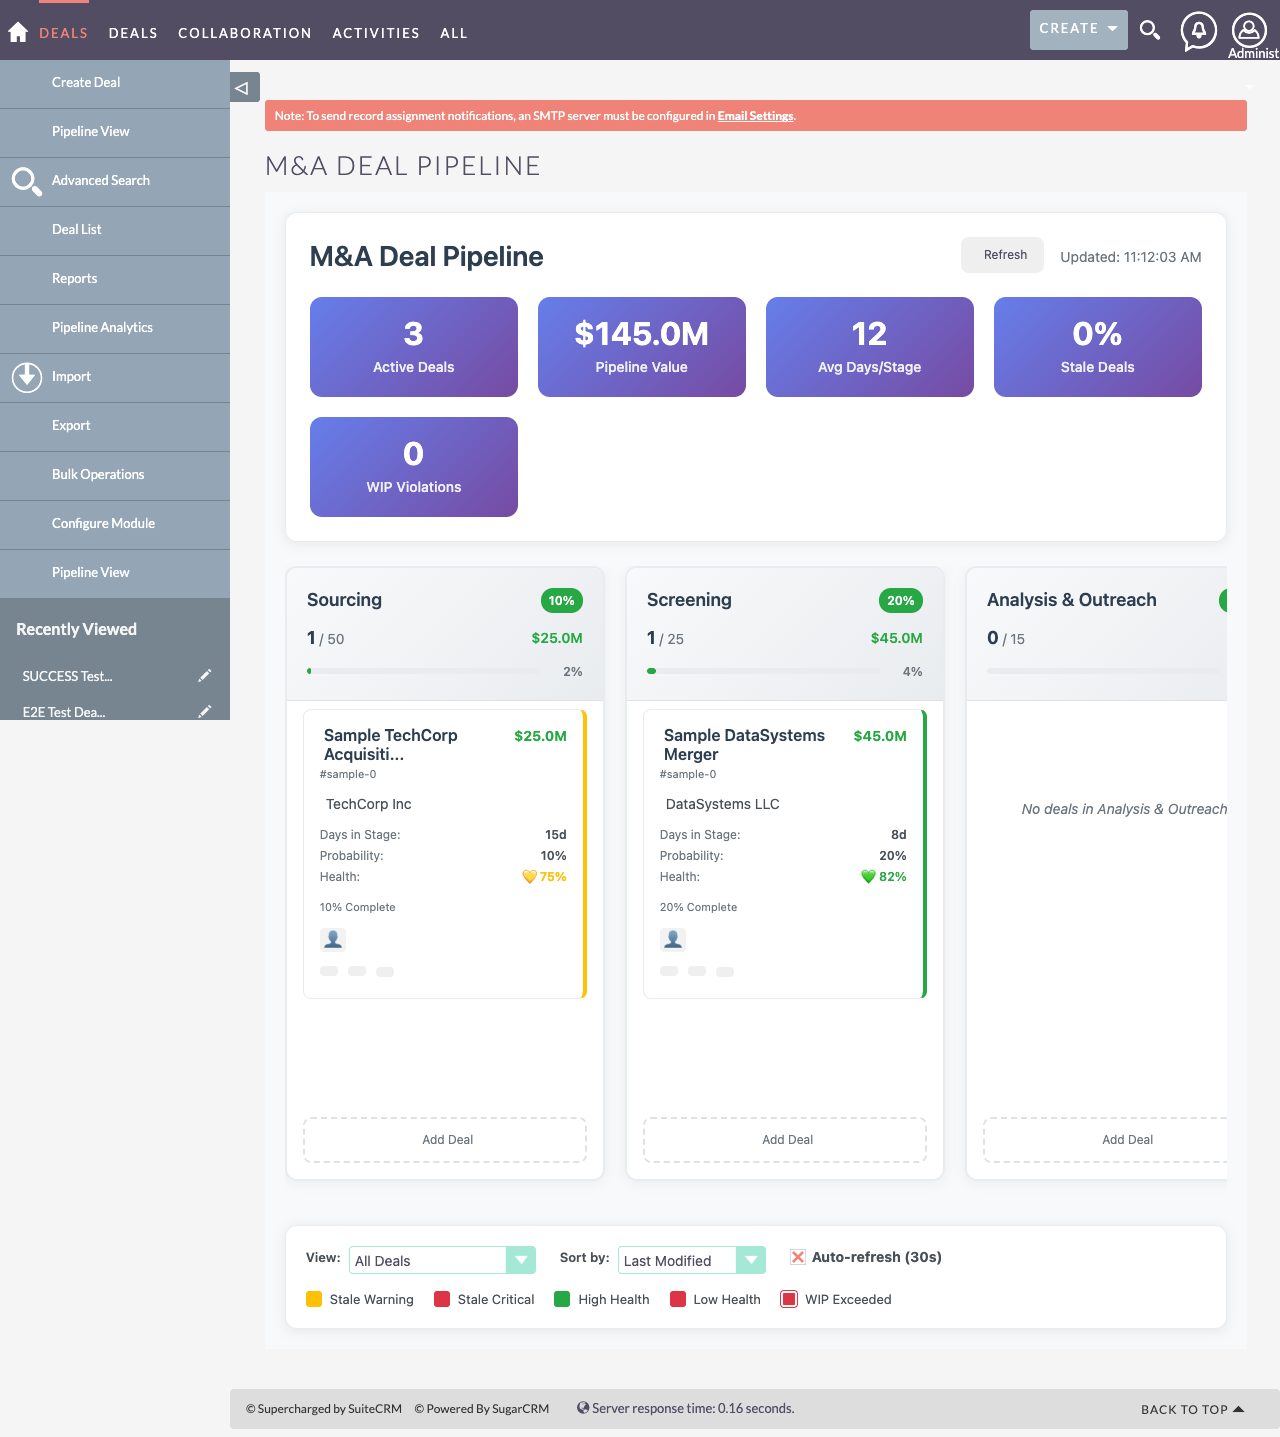 DEALS DEALS COLLABORATION ACTIVITIES ALL CREATE
Administ
Create Deal
Pipeline View
Advanced Search
Deal List
Reports
Pipeline Analytics
Import
Export
Bulk Operations
Configure Module
Pipeline View
Recently Viewed
SUCCESS Test...
E2E Test Dea...
Note: To send record assignment notifications, an SMTP server must be configured in Email Settings.
M&A DEAL PIPELINE
M&A Deal Pipeline
Refresh
Updated: 11:12:03 AM
3
Active Deals
$145.0M
Pipeline Value
12
Avg Days/Stage
0%
Stale Deals
0
WIP Violations
Sourcing
10%
1 / 50
$25.0M
2%
Sample TechCorp
Acquisiti...
$25.0M
#sample-0
TechCorp Inc
Days in Stage: 15d
Probability: 10%
Health: 75%
10% Complete
Add Deal
Screening
20%
1 / 25
$45.0M
4%
Sample DataSystems
Merger
$45.0M
#sample-0
DataSystems LLC
Days in Stage: 8d
Probability: 20%
Health: 82%
20% Complete
Add Deal
Analysis & Outreach
0 / 15
No deals in Analysis & Outreach
Add Deal
View: All Deals Sort by: Last Modified Auto-refresh (30s)
Stale Warning Stale Critical High Health Low Health WIP Exceeded
© Supercharged by SuiteCRM © Powered By SugarCRM Server response time: 0.16 seconds. BACK TO TOP